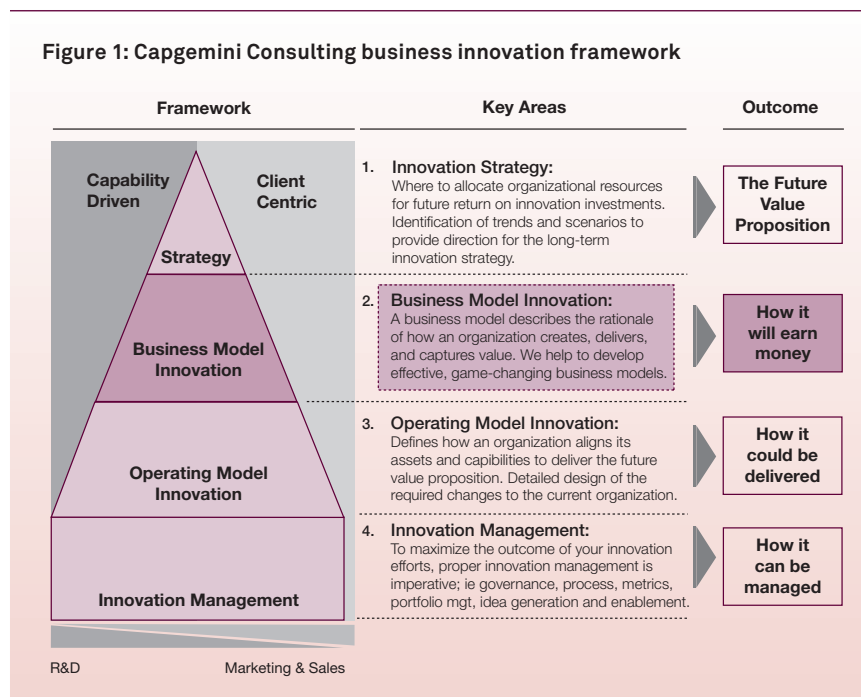 Figure 1: Capgemini Consulting business innovation framework
Framework
Key Areas
Outcome
Capability
Driven
Client
Centric
Strategy
Business Model
Innovation
Operating Model
Innovation
Innovation Management
R&D
Marketing & Sales
1. Innovation Strategy:
Where to allocate organizational resources
for future return on innovation investments.
Identification of trends and scenarios to
provide direction for the long-term
innovation strategy.
The Future
Value
Proposition
2. Business Model Innovation:
A business model describes the rationale
of how an organization creates, delivers,
and captures value. We help to develop
effective, game-changing business models.
How it
will earn
money
3. Operating Model Innovation:
Defines how an organization aligns its
assets and capibilities to deliver the future
value proposition. Detailed design of the
required changes to the current organization.
How it
could be
delivered
4. Innovation Management:
To maximize the outcome of your innovation
efforts, proper innovation management is
imperative; ie governance, process, metrics,
portfolio mgt, idea generation and enablement.
How it
can be
managed